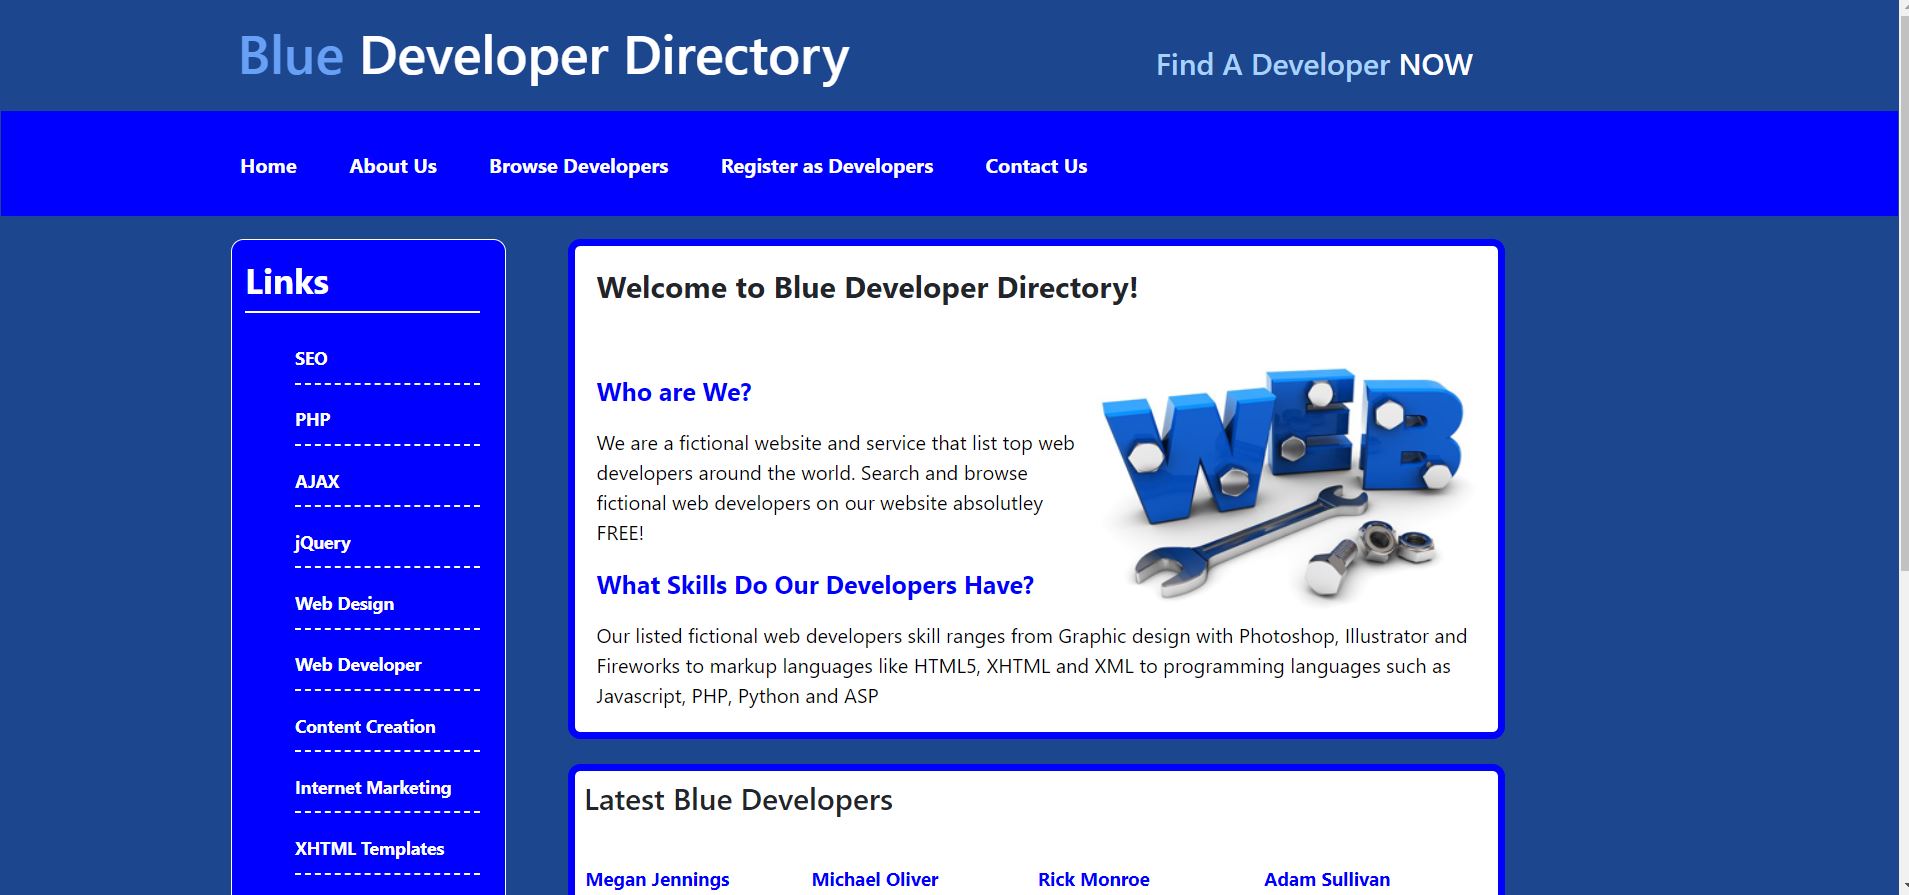 Blue Developer Directory
Find A Developer NOW
Home About Us Browse Developers Register as Developers Contact Us
Links
SEO
PHP
AJAX
jQuery
Web Design
Web Developer
Content Creation
Internet Marketing
XHTML Templates
Welcome to Blue Developer Directory!
Who are We?
We are a fictional website and service that list top web
developers around the world. Search and browse
fictional web developers on our website absolutley
FREE!
WEB
What Skills Do Our Developers Have?
Our listed fictional web developers skill ranges from Graphic design with Photoshop, Illustrator and
Fireworks to markup languages like HTML5, XHTML and XML to programming languages such as
Javascript, PHP, Python and ASP
Latest Blue Developers
Megan Jennings Michael Oliver Rick Monroe Adam Sullivan